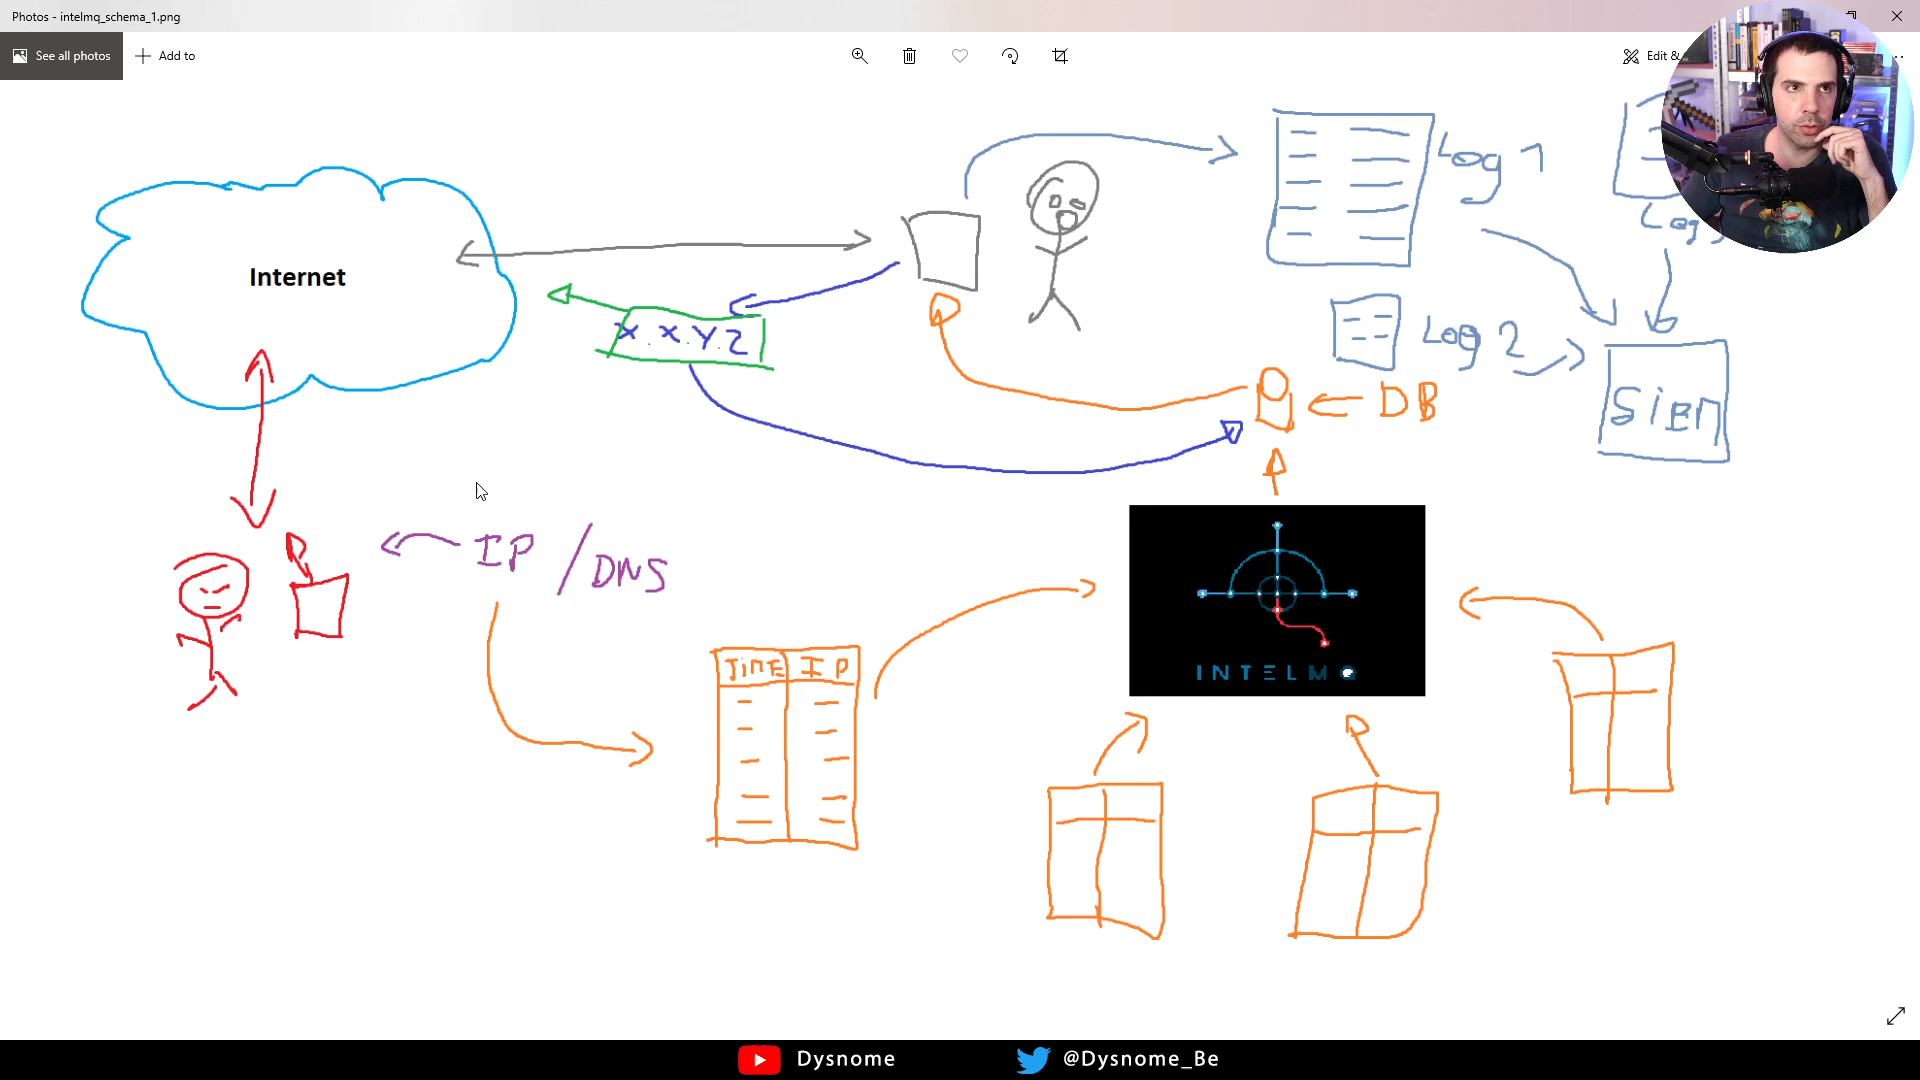 Photos - intelmq_schema_1.png
See all photos
Add to
Edit &
Log 1
Internet
X.X.Y.Z
Log 2
DB
SiEM
IP / DNS
TiME IP
INTELMQ
Dysnome
@Dysnome_Be